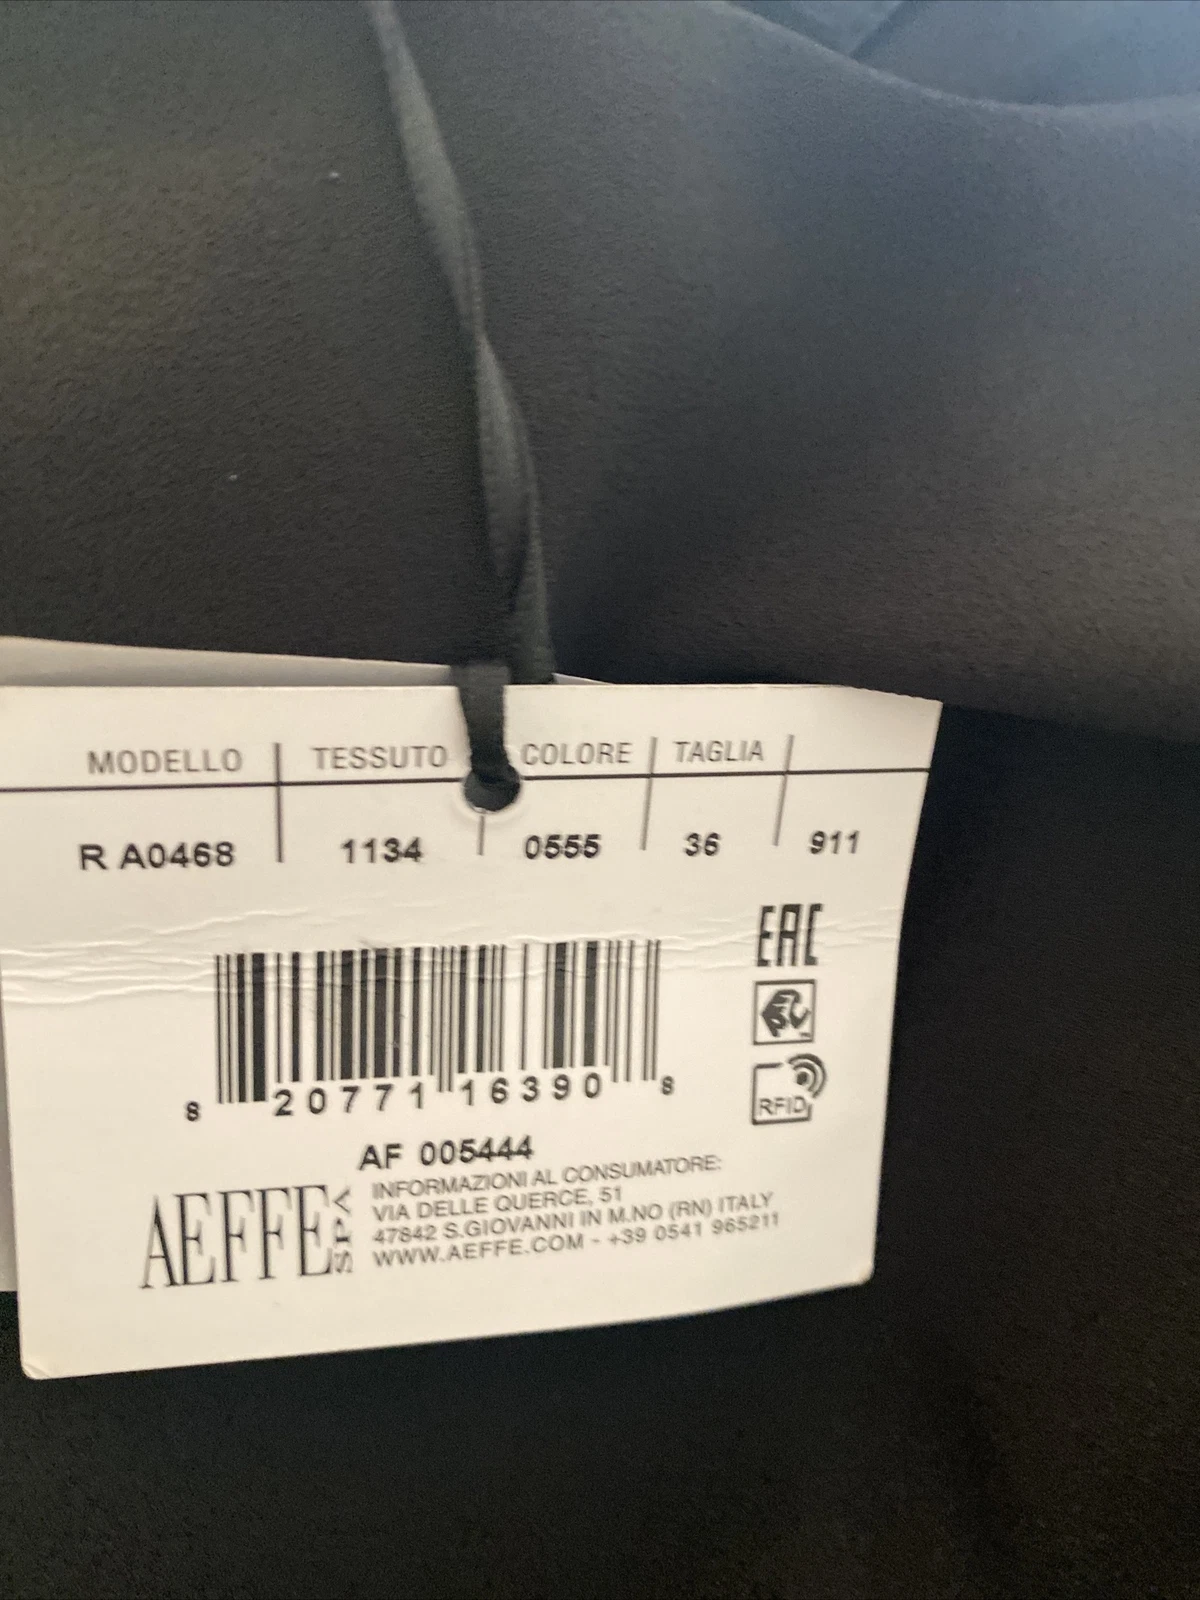 MODELLO TESSUTO COLORE TAGLIA
R A0468 1134 0555 36 911
EAC
8 20771 16390 8
RFID
AF 005444
AEFFE SPA
INFORMAZIONI AL CONSUMATORE:
VIA DELLE QUERCE, 51
47842 S.GIOVANNI IN M.NO (RN) ITALY
WWW.AEFFE.COM - +39 0541 965211